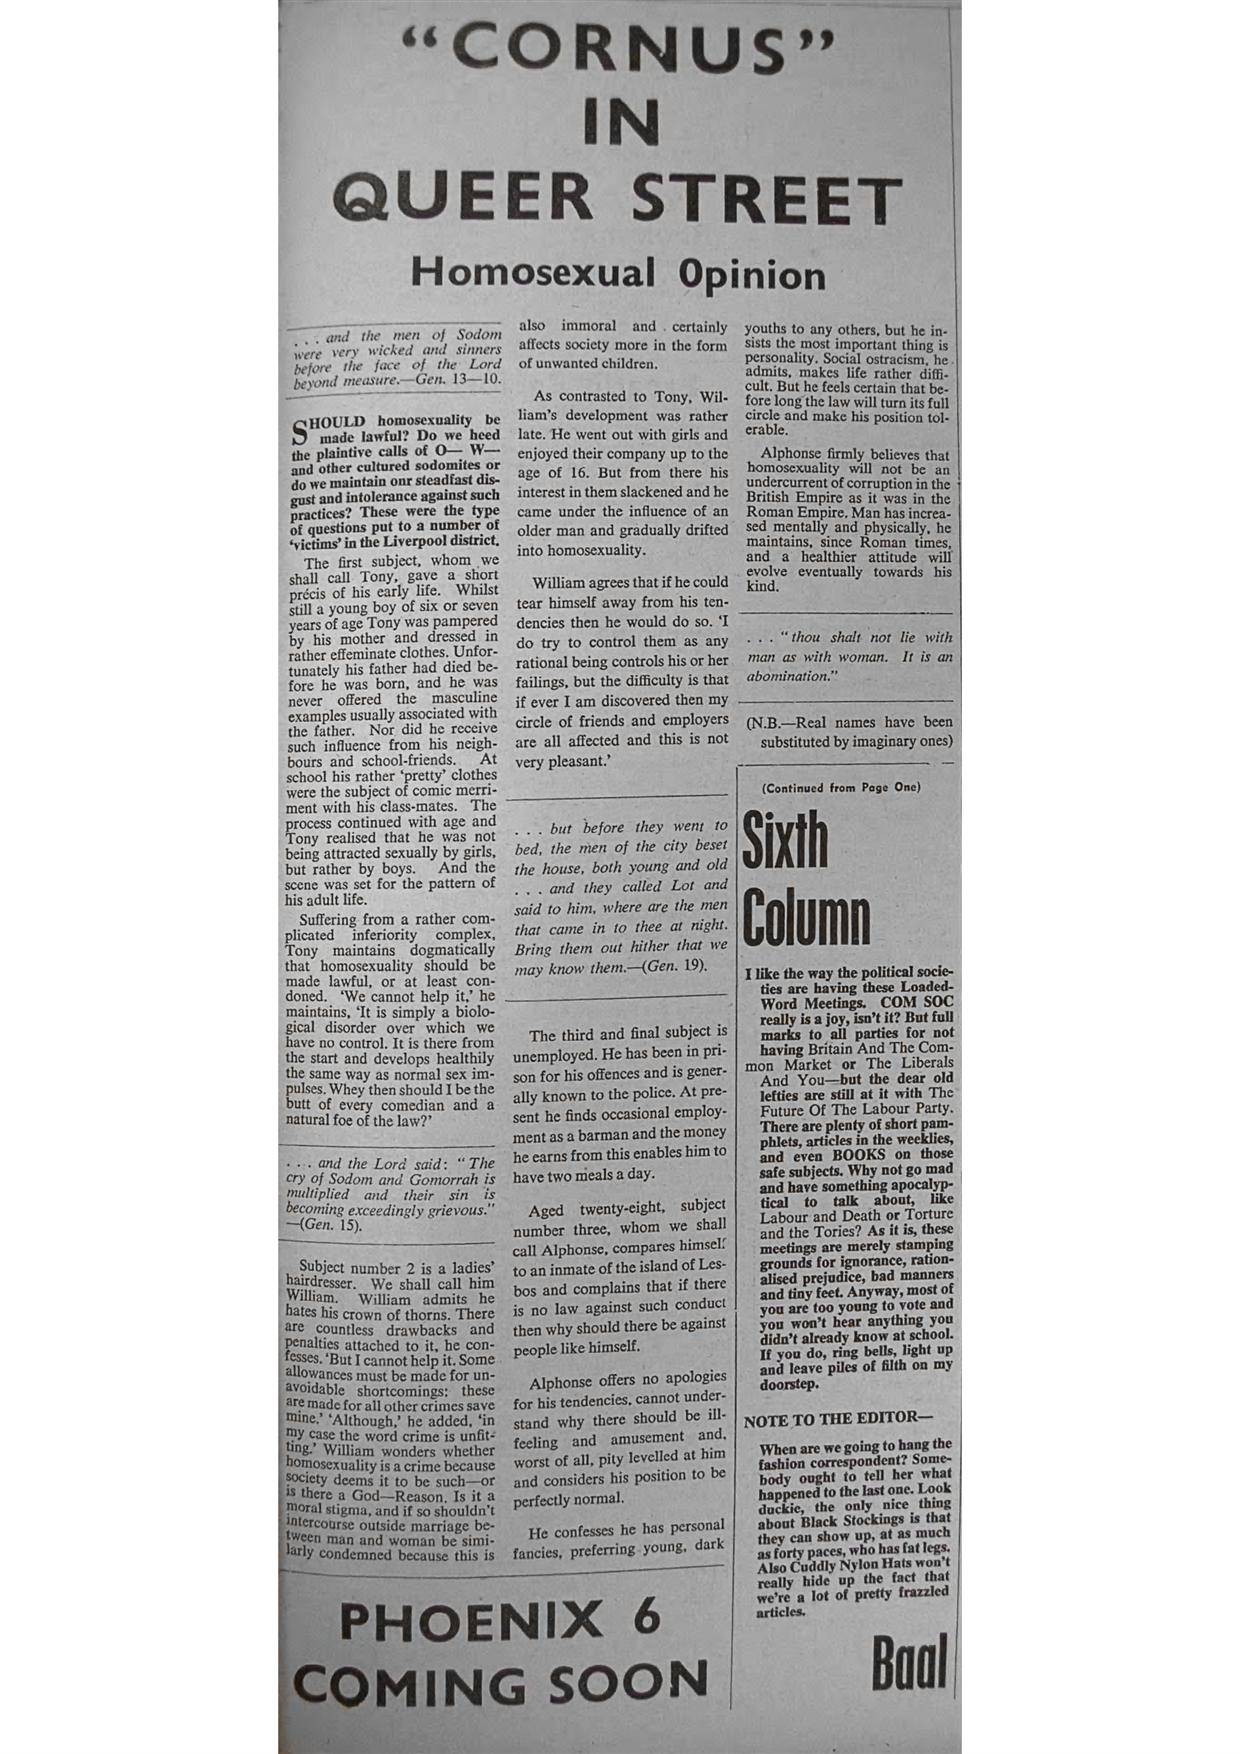 “CORNUS”
IN
QUEER STREET
Homosexual Opinion
. . . and the men of Sodom
were very wicked and sinners
before the face of the Lord
beyond measure.—Gen. 13—10.
SHOULD homosexuality be
made lawful? Do we heed
the plaintive calls of O— W—
and other cultured sodomites or
do we maintain onr steadfast dis-
gust and intolerance against such
practices? These were the type
of questions put to a number of
‘victims’ in the Liverpool district.
The first subject, whom we
shall call Tony, gave a short
précis of his early life. Whilst
still a young boy of six or seven
years of age Tony was pampered
by his mother and dressed in
rather effeminate clothes. Unfor-
tunately his father had died be-
fore he was born, and he was
never offered the masculine
examples usually associated with
the father. Nor did he receive
such influence from his neigh-
bours and school-friends. At
school his rather ‘pretty’ clothes
were the subject of comic merri-
ment with his class-mates. The
process continued with age and
Tony realised that he was not
being attracted sexually by girls,
but rather by boys. And the
scene was set for the pattern of
his adult life.
Suffering from a rather com-
plicated inferiority complex,
Tony maintains dogmatically
that homosexuality should be
made lawful, or at least con-
doned. ‘We cannot help it,’ he
maintains, ‘It is simply a biolo-
gical disorder over which we
have no control. It is there from
the start and develops healthily
the same way as normal sex im-
pulses. Whey then should I be the
butt of every comedian and a
natural foe of the law?’
. . . and the Lord said: “The
cry of Sodom and Gomorrah is
multiplied and their sin is
becoming exceedingly grievous.”
—(Gen. 15).
Subject number 2 is a ladies’
hairdresser. We shall call him
William. William admits he
hates his crown of thorns. There
are countless drawbacks and
penalties attached to it, he con-
fesses. ‘But I cannot help it. Some
allowances must be made for un-
avoidable shortcomings; these
are made for all other crimes save
mine.’ ‘Although,’ he added, ‘in
my case the word crime is unfit-
ting.’ William wonders whether
homosexuality is a crime because
society deems it to be such—or
is there a God—Reason. Is it a
moral stigma, and if so shouldn’t
intercourse outside marriage be-
tween man and woman be simi-
larly condemned because this is
also immoral and certainly
affects society more in the form
of unwanted children.
As contrasted to Tony, Wil-
liam’s development was rather
late. He went out with girls and
enjoyed their company up to the
age of 16. But from there his
interest in them slackened and he
came under the influence of an
older man and gradually drifted
into homosexuality.
William agrees that if he could
tear himself away from his ten-
dencies then he would do so. ‘I
do try to control them as any
rational being controls his or her
failings, but the difficulty is that
if ever I am discovered then my
circle of friends and employers
are all affected and this is not
very pleasant.’
. . . but before they went to
bed, the men of the city beset
the house, both young and old
. . . and they called Lot and
said to him, where are the men
that came in to thee at night.
Bring them out hither that we
may know them.—(Gen. 19).
The third and final subject is
unemployed. He has been in pri-
son for his offences and is gener-
ally known to the police. At pre-
sent he finds occasional employ-
ment as a barman and the money
he earns from this enables him to
have two meals a day.
Aged twenty-eight, subject
number three, whom we shall
call Alphonse, compares himself
to an inmate of the island of Les-
bos and complains that if there
is no law against such conduct
then why should there be against
people like himself.
Alphonse offers no apologies
for his tendencies, cannot under-
stand why there should be ill-
feeling and amusement and,
worst of all, pity levelled at him
and considers his position to be
perfectly normal.
He confesses he has personal
fancies, preferring young, dark
youths to any others, but he in-
sists the most important thing is
personality. Social ostracism, he
admits, makes life rather diffi-
cult. But he feels certain that be-
fore long the law will turn its full
circle and make his position tol-
erable.
Alphonse firmly believes that
homosexuality will not be an
undercurrent of corruption in the
British Empire as it was in the
Roman Empire. Man has increa-
sed mentally and physically, he
maintains, since Roman times,
and a healthier attitude will
evolve eventually towards his
kind.
. . . “thou shalt not lie with
man as with woman. It is an
abomination.”
(N.B.—Real names have been
substituted by imaginary ones)
PHOENIX 6
COMING SOON
(Continued from Page One)
Sixth
Column
I like the way the political socie-
ties are having these Loaded-
Word Meetings. COM SOC
really is a joy, isn’t it? But full
marks to all parties for not
having Britain And The Com-
mon Market or The Liberals
And You—but the dear old
lefties are still at it with The
Future Of The Labour Party.
There are plenty of short pam-
phlets, articles in the weeklies,
and even BOOKS on those
safe subjects. Why not go mad
and have something apocalyp-
tical to talk about, like
Labour and Death or Torture
and the Tories? As it is, these
meetings are merely stamping
grounds for ignorance, ration-
alised prejudice, bad manners
and tiny feet. Anyway, most of
you are too young to vote and
you won’t hear anything you
didn’t already know at school.
If you do, ring bells, light up
and leave piles of filth on my
doorstep.
NOTE TO THE EDITOR—
When are we going to hang the
fashion correspondent? Some-
body ought to tell her what
happened to the last one. Look
duckie, the only nice thing
about Black Stockings is that
they can show up, at as much
as forty paces, who has fat legs.
Also Cuddly Nylon Hats won’t
really hide up the fact that
we’re a lot of pretty frazzled
articles.
Baal